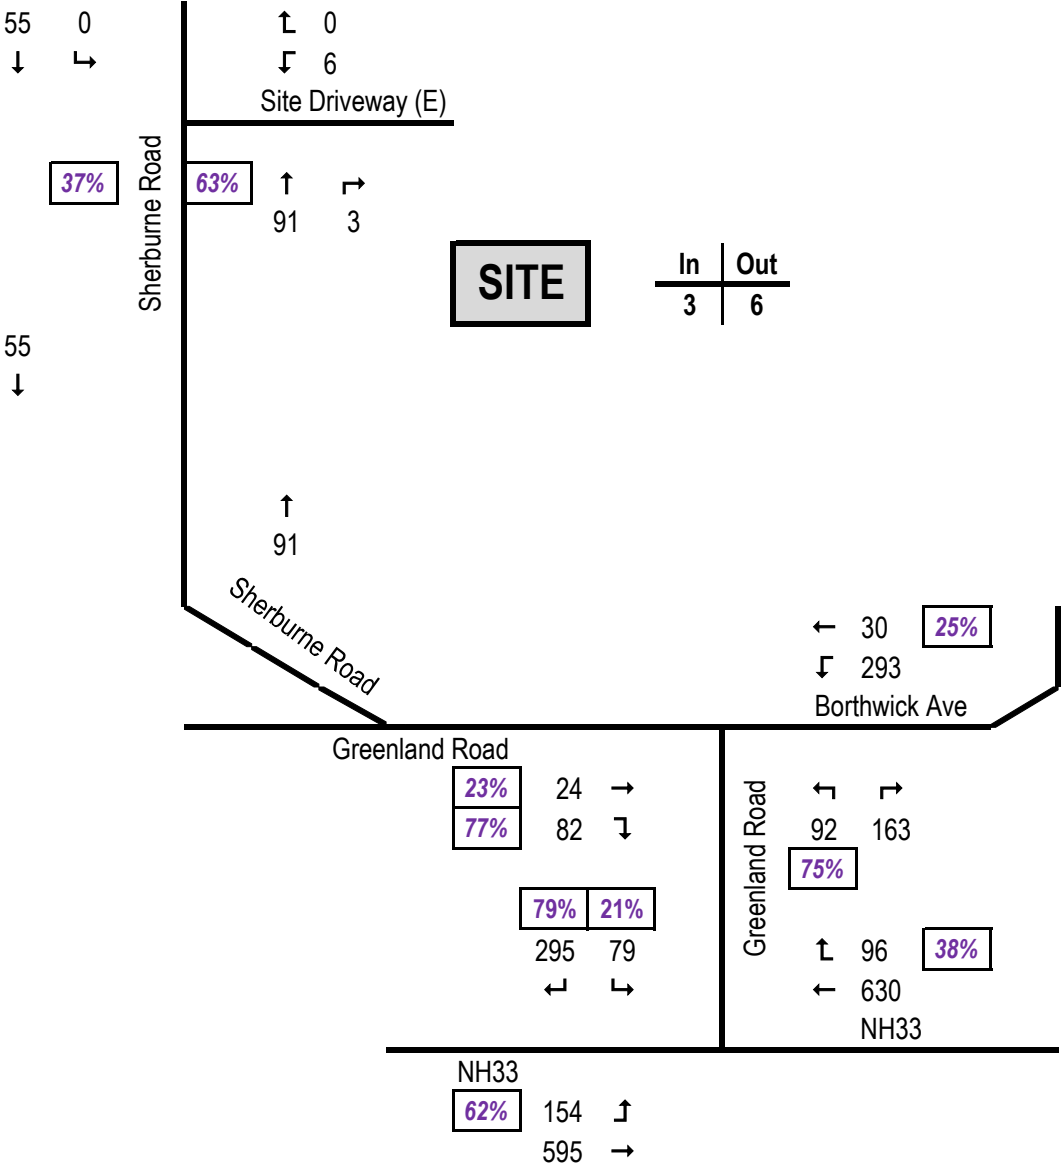 55 0 ↰ 0
↓ ↳ ↲ 6
Site Driveway (E)
Sherburne Road
37% 63% ↑ ↱
91 3
SITE
In Out
3 6
55
↓
↑
91
Sherburne Road
← 30 25%
293
Borthwick Ave
Greenland Road
23% 24 →
77% 82
Greenland Road
↰ ↱
92 163
75%
79% 21%
295 79
↲ ↳
96 38%
← 630
NH33
NH33
62% 154
595 →